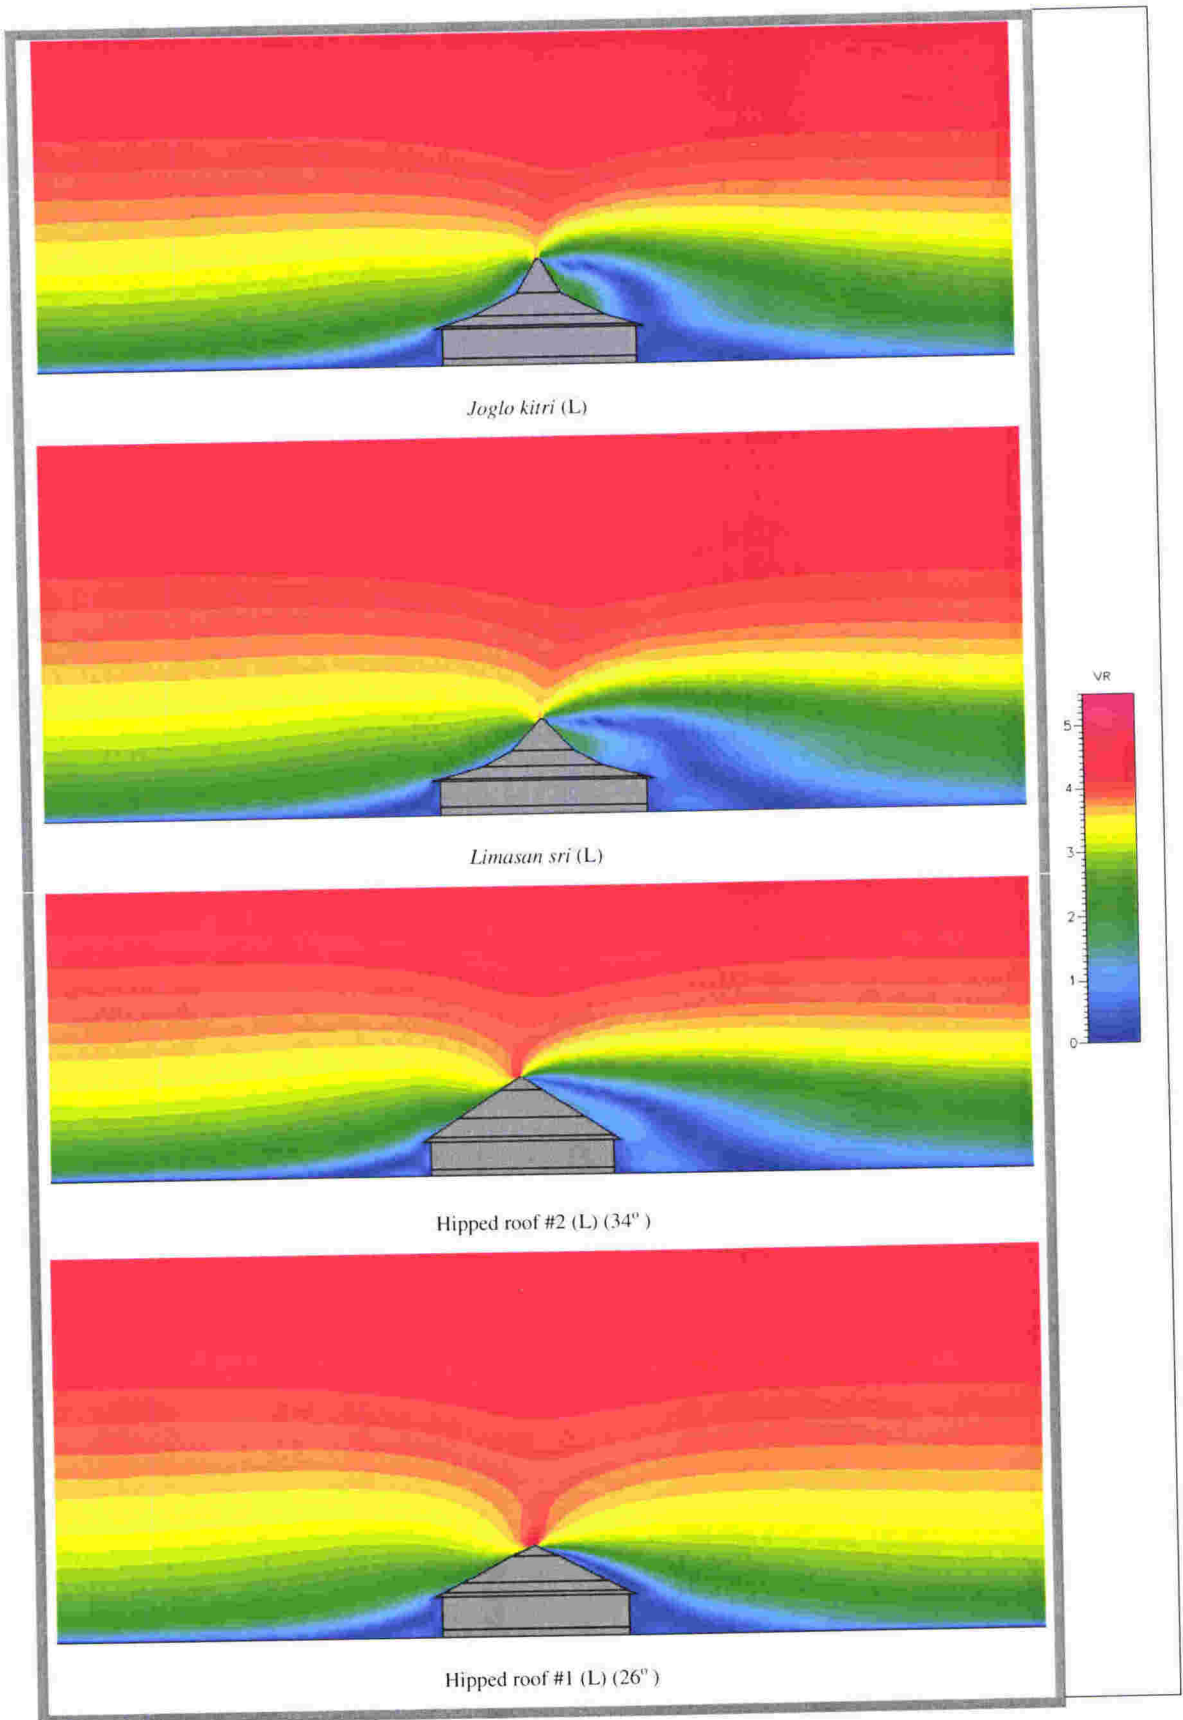 Joglo kitri (L)
Limasan sri (L)
VR
5
4
3
2
1
0
Hipped roof #2 (L) (34° )
Hipped roof #1 (L) (26° )